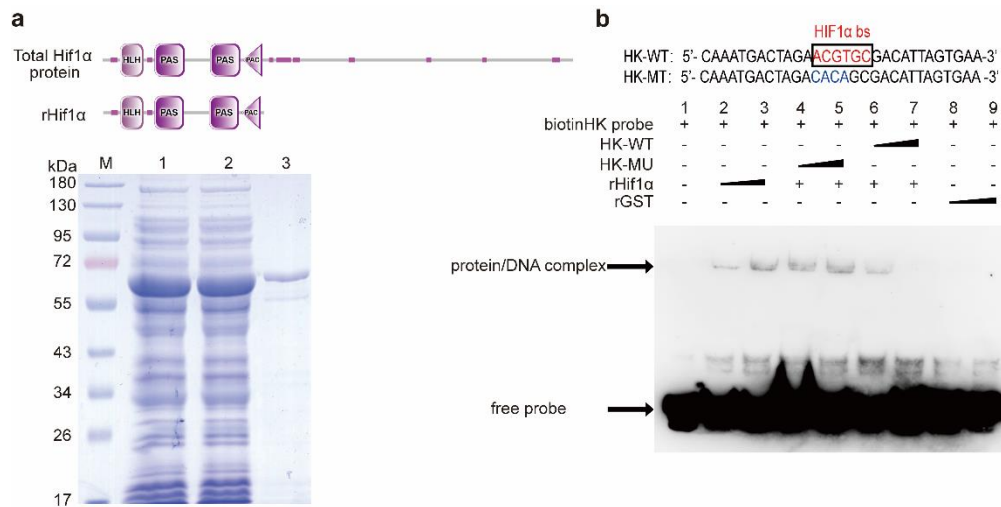 a
Total Hif1α protein
HLH PAS PAS PAC
rHif1α
HLH PAS PAS PAC
kDa M 1 2 3
180
130
95
72
55
43
34
26
17
b
HIF1α bs
HK-WT: 5'- CAAATGACTAGAACGTGCGACATTAGTGAA -3'
HK-MT: 5'- CAAATGACTAGACACAGCGACATTAGTGAA -3'
1 2 3 4 5 6 7 8 9
biotinHK probe + + + + + + + + +
HK-WT - - - - - - -
HK-MU - - - - - - -
rHif1α - + + + + - -
rGST - - - - - - -
protein/DNA complex
free probe